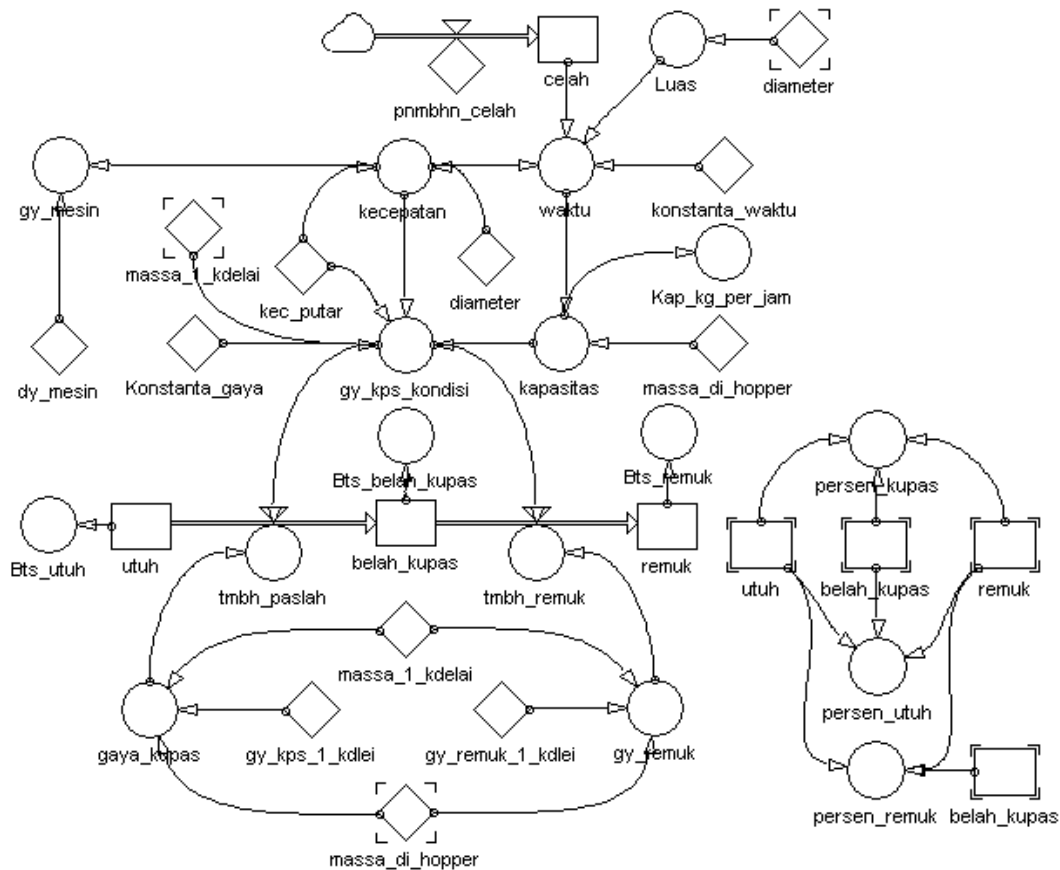 celah
Luas
diameter
pnmbhn_celah
gy_mesin
kecepatan
waktu
konstanta_waktu
massa_1_kdelai
kec_putar
diameter
Kap_kg_per_jam
dy_mesin
Konstanta_gaya
gy_kps_kondisi
kapasitas
massa_di_hopper
Bts_belah_kupas
Bts_remuk
persen_kupas
Bts_utuh
utuh
belah_kupas
remuk
utuh
belah_kupas
remuk
tmbh_paslah
tmbh_remuk
massa_1_kdelai
persen_utuh
gaya_kupas
gy_kps_1_kdlei
gy_remuk_1_kdlei
gy_remuk
persen_remuk
belah_kupas
massa_di_hopper